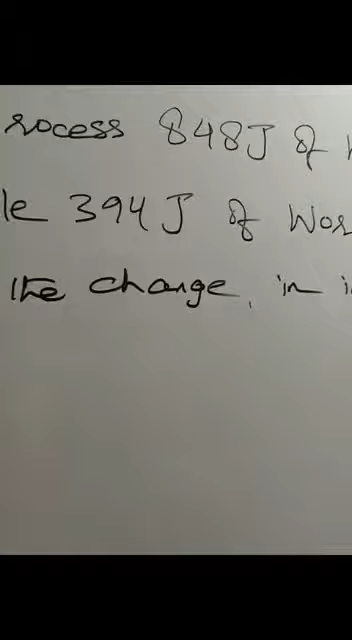 rocess 848J of
le 394J of Wor
the change, in i